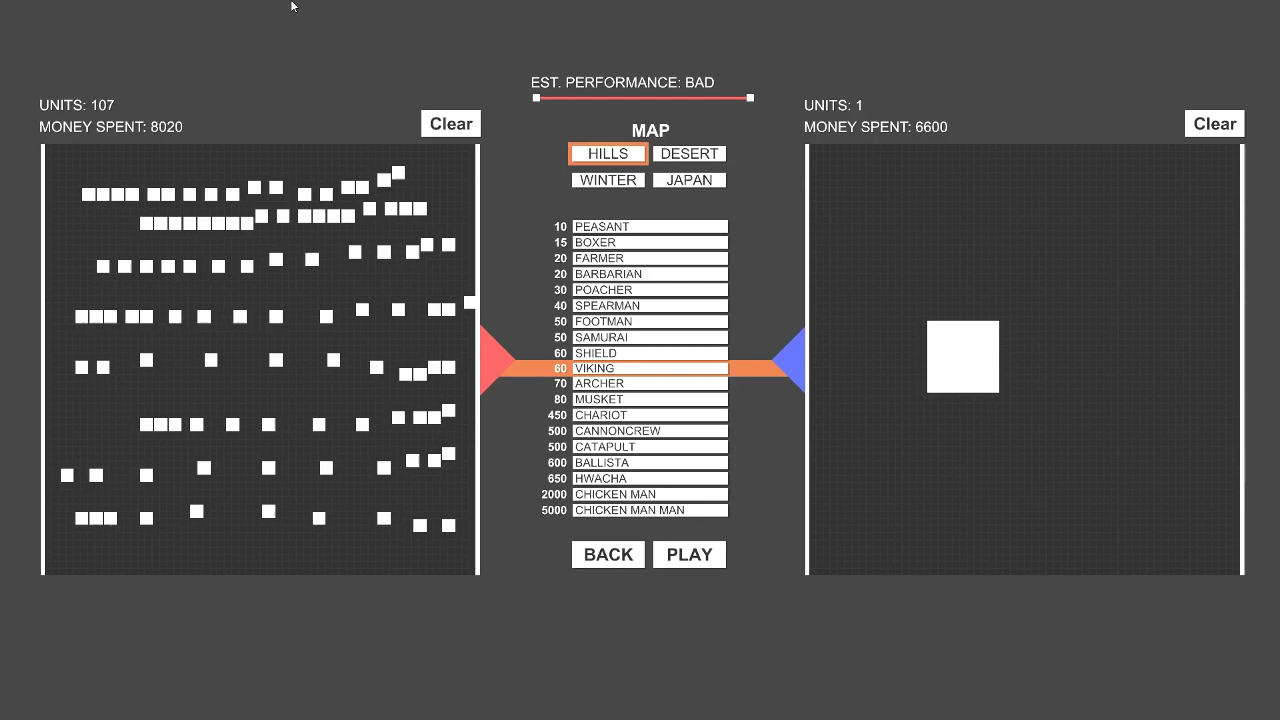 EST. PERFORMANCE: BAD
UNITS: 107
MONEY SPENT: 8020
Clear
UNITS: 1
MONEY SPENT: 6600
Clear
MAP
HILLS DESERT
WINTER JAPAN
10 PEASANT
15 BOXER
20 FARMER
20 BARBARIAN
30 POACHER
40 SPEARMAN
50 FOOTMAN
50 SAMURAI
60 SHIELD
60 VIKING
70 ARCHER
80 MUSKET
450 CHARIOT
500 CANNONCREW
500 CATAPULT
600 BALLISTA
650 HWACHA
2000 CHICKEN MAN
5000 CHICKEN MAN MAN
BACK PLAY